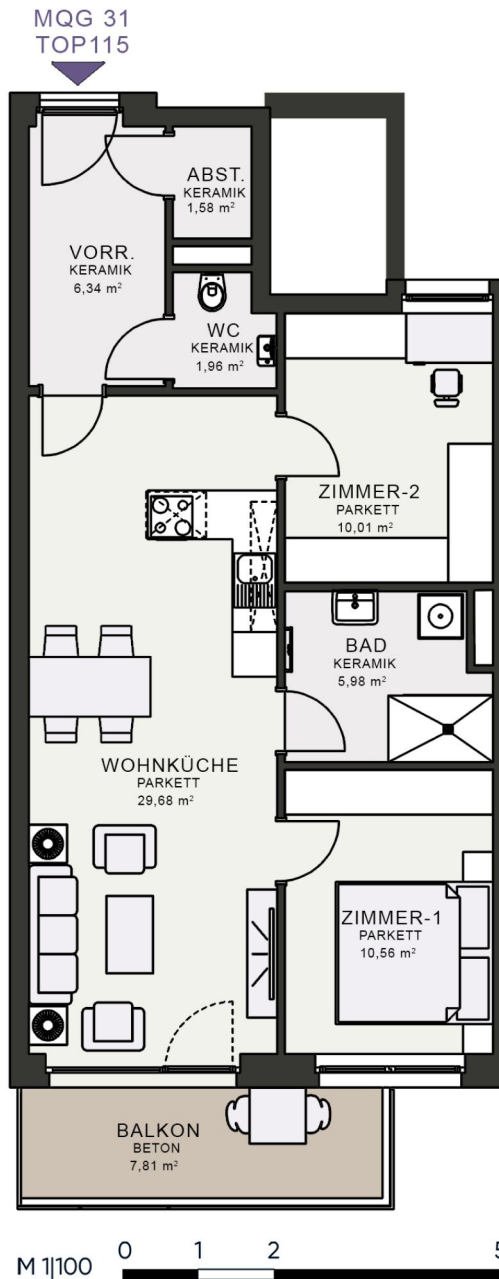 MQG 31
TOP115
ABST.
KERAMIK
1,58 m²
VORR.
KERAMIK
6,34 m²
WC
KERAMIK
1,96 m²
ZIMMER-2
PARKETT
10,01 m²
BAD
KERAMIK
5,98 m²
WOHNKÜCHE
PARKETT
29,68 m²
ZIMMER-1
PARKETT
10,56 m²
BALKON
BETON
7,81 m²
M 1|100 0 1 2 5